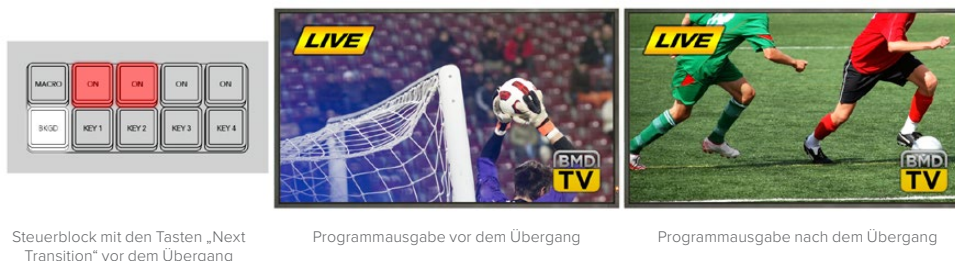 MACRO ON ON ON ON
BKGD KEY 1 KEY 2 KEY 3 KEY 4
LIVE
BMD
TV
LIVE
BMD
TV
Steuerblock mit den Tasten „Next
Transition“ vor dem Übergang
Programmausgabe vor dem Übergang
Programmausgabe nach dem Übergang